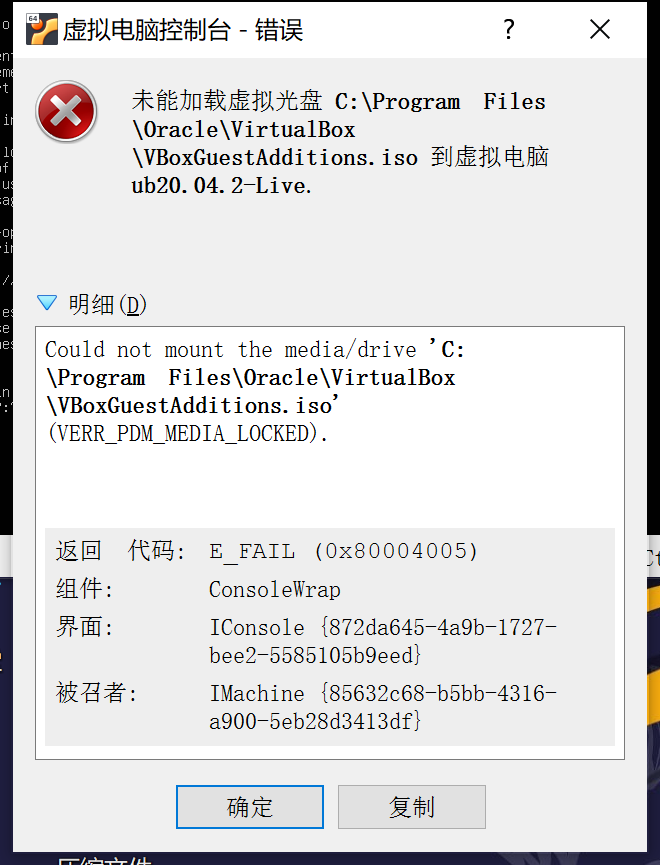 64
虚拟电脑控制台 - 错误
?
未能加载虚拟光盘 C:\Program Files
\Oracle\VirtualBox
\VBoxGuestAdditions.iso 到虚拟电脑
ub20.04.2-Live.
明细(D)
Could not mount the media/drive 'C:
\Program Files\Oracle\VirtualBox
\VBoxGuestAdditions.iso'
(VERR_PDM_MEDIA_LOCKED).
返回 代码: E_FAIL (0x80004005)
组件: ConsoleWrap
界面: IConsole {872da645-4a9b-1727-
bee2-5585105b9eed}
被召者: IMachine {85632c68-b5bb-4316-
a900-5eb28d3413df}
确定 复制